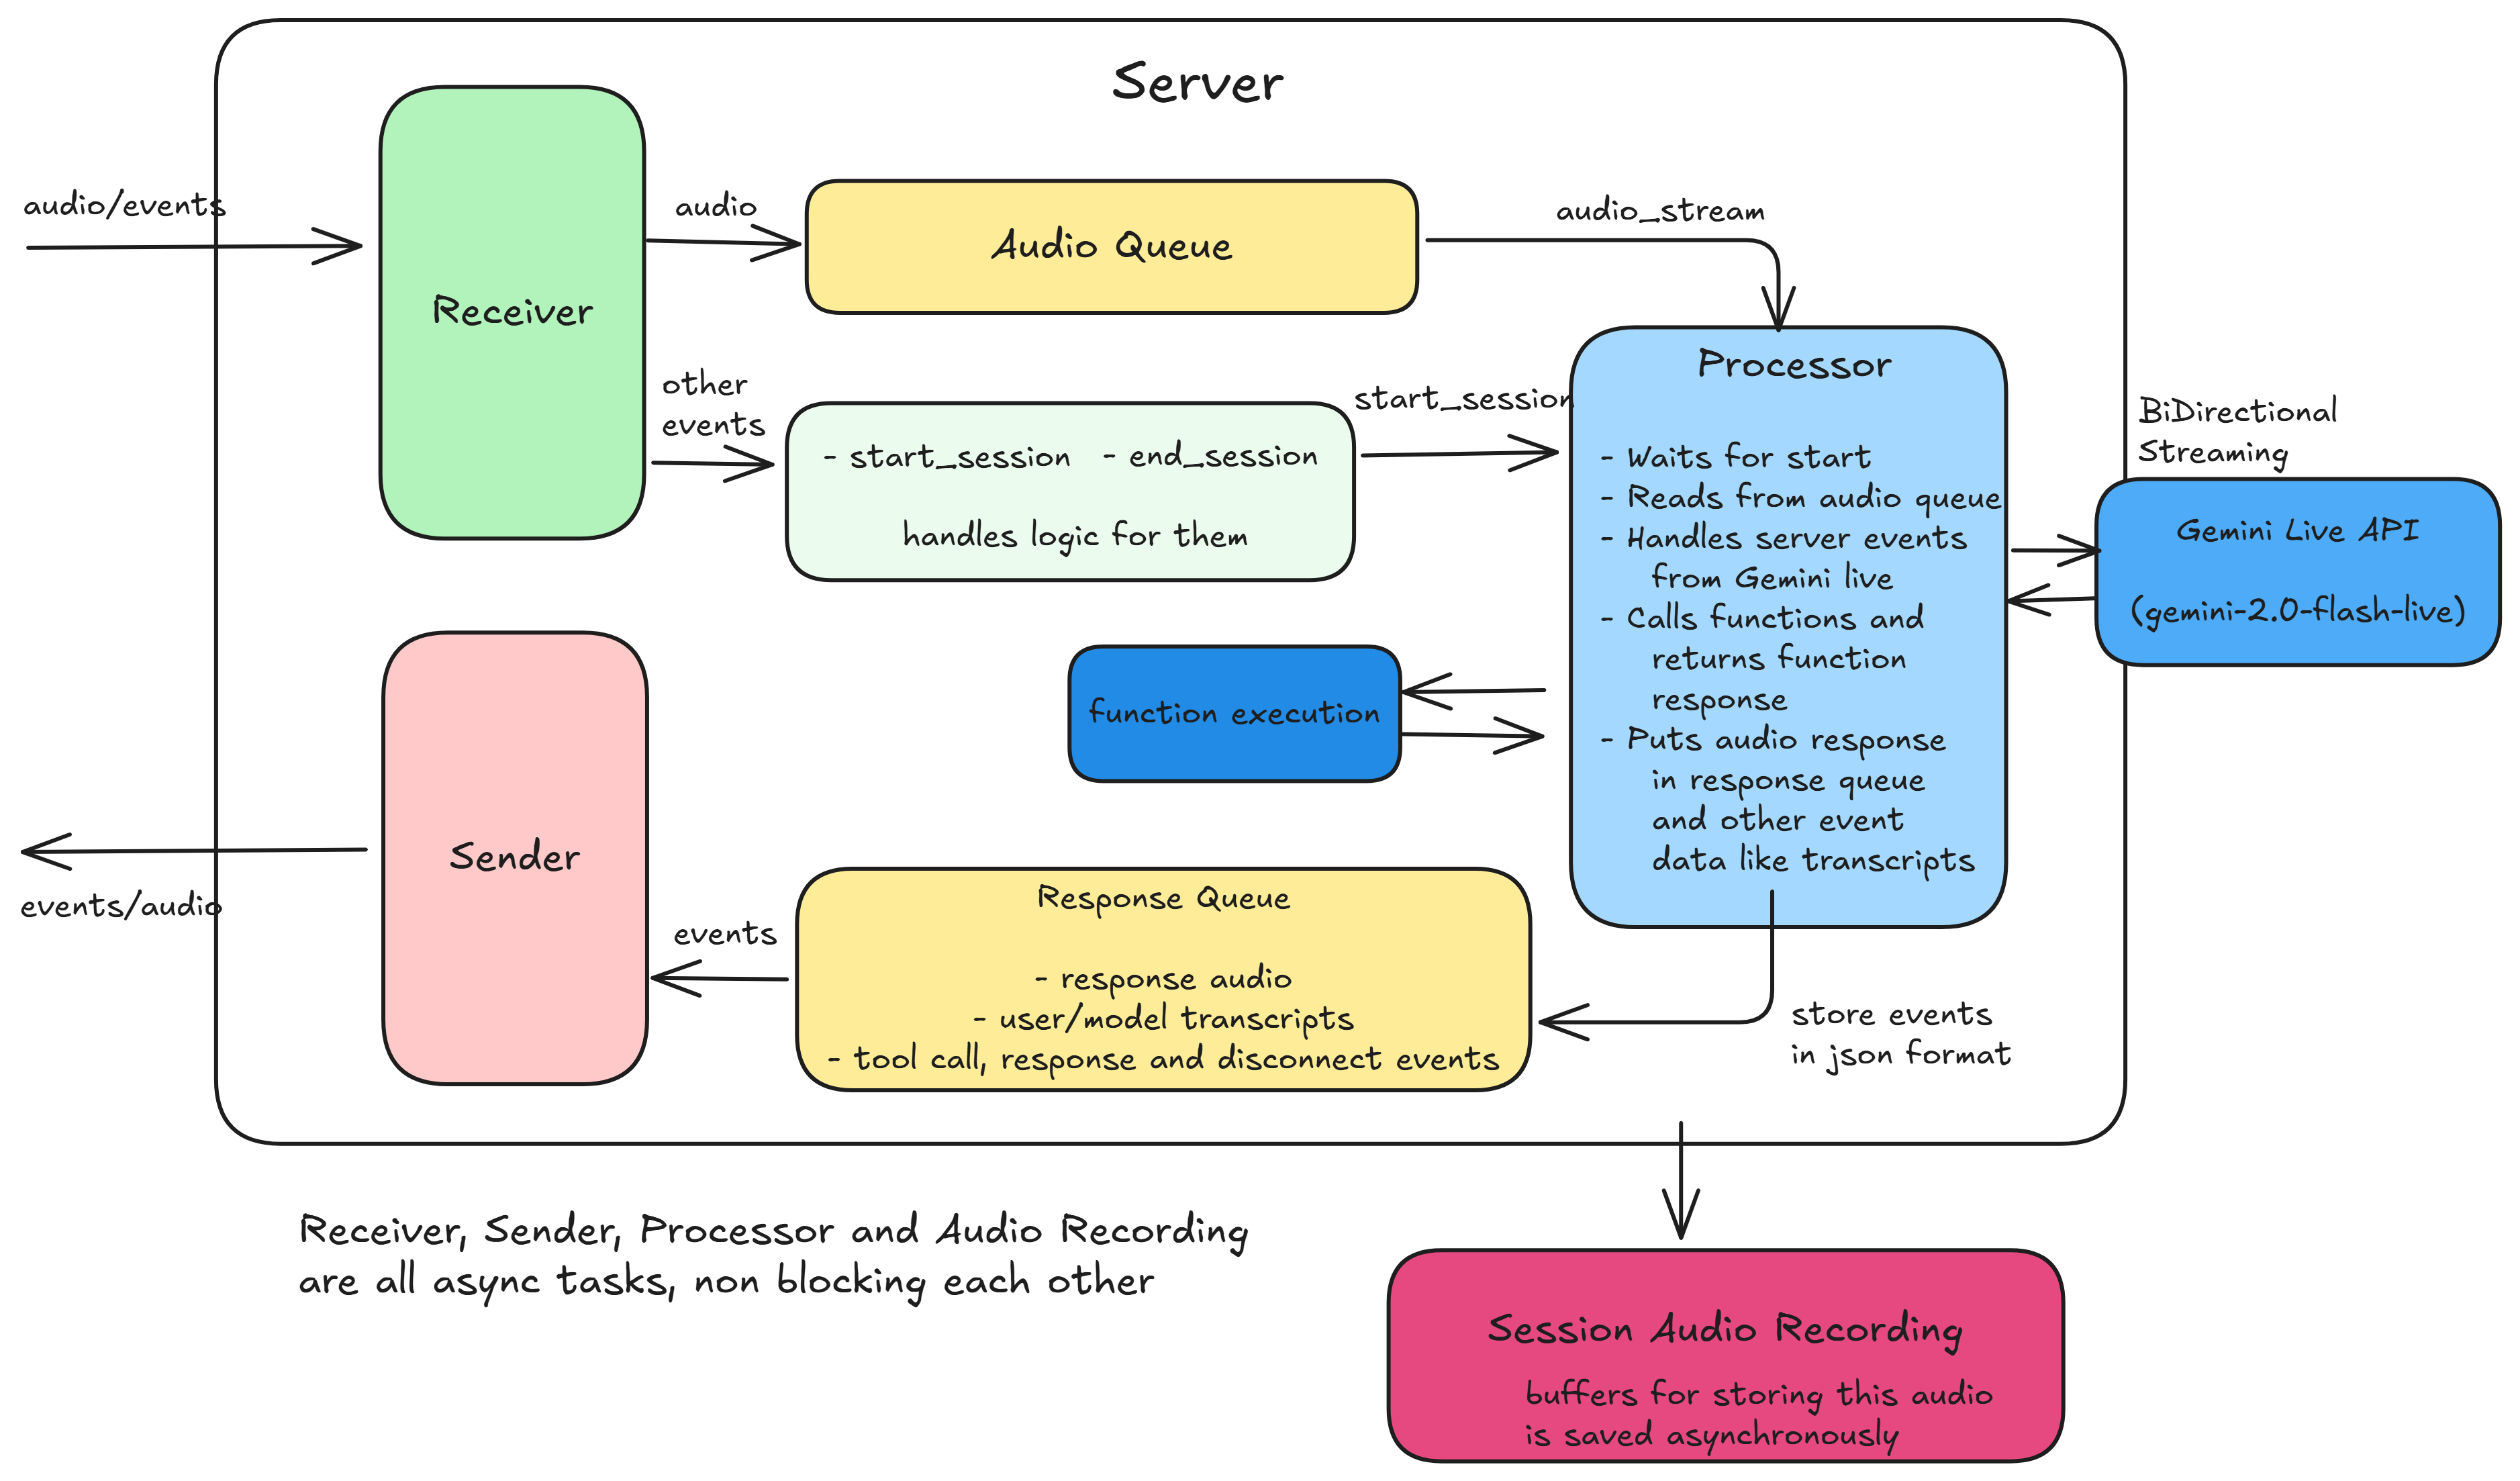 Server
audio/events
Receiver
audio
Audio Queue
audio_stream
other
events
- start_session - end_session
handles logic for them
start_session
Processor
- Waits for start
- Reads from audio queue
- Handles server events
from Gemini live
- Calls functions and
returns function
response
- Puts audio response
in response queue
and other event
data like transcripts
BiDirectional
Streaming
Gemini Live API
(gemini-2.0-flash-live)
function execution
Sender
events/audio
events
Response Queue
- response audio
- user/model transcripts
- tool call, response and disconnect events
store events
in json format
Receiver, Sender, Processor and Audio Recording
are all async tasks, non blocking each other
Session Audio Recording
buffers for storing this audio
is saved asynchronously